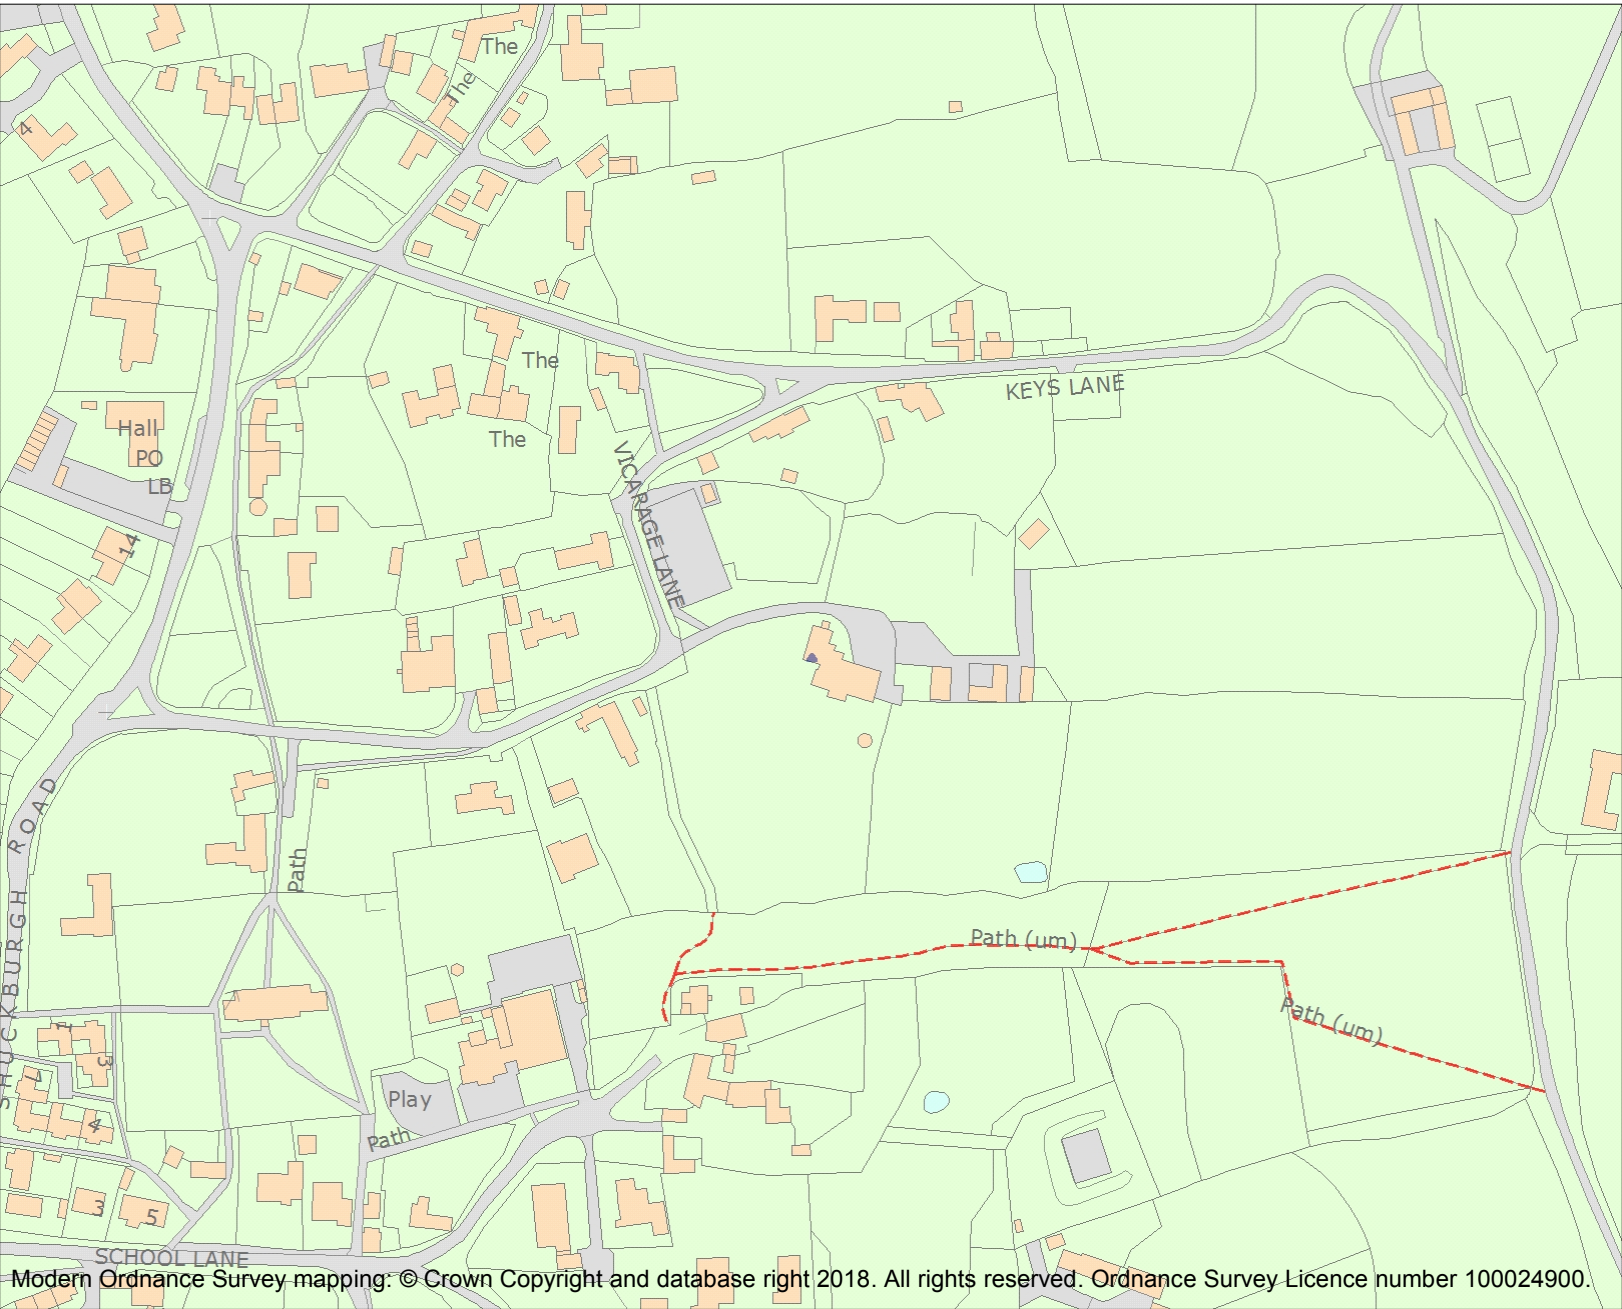 The
The
4
KEYS LANE
The
The
Hall
PO
LB
14
VICARAGE LANE
SHUCKBURGH ROAD
Path
Path (um)
Path (um)
1
3
7
4
Play
Path
3
5
SCHOOL LANE
Modern Ordnance Survey mapping: © Crown Copyright and database right 2018. All rights reserved. Ordnance Survey Licence number 100024900.